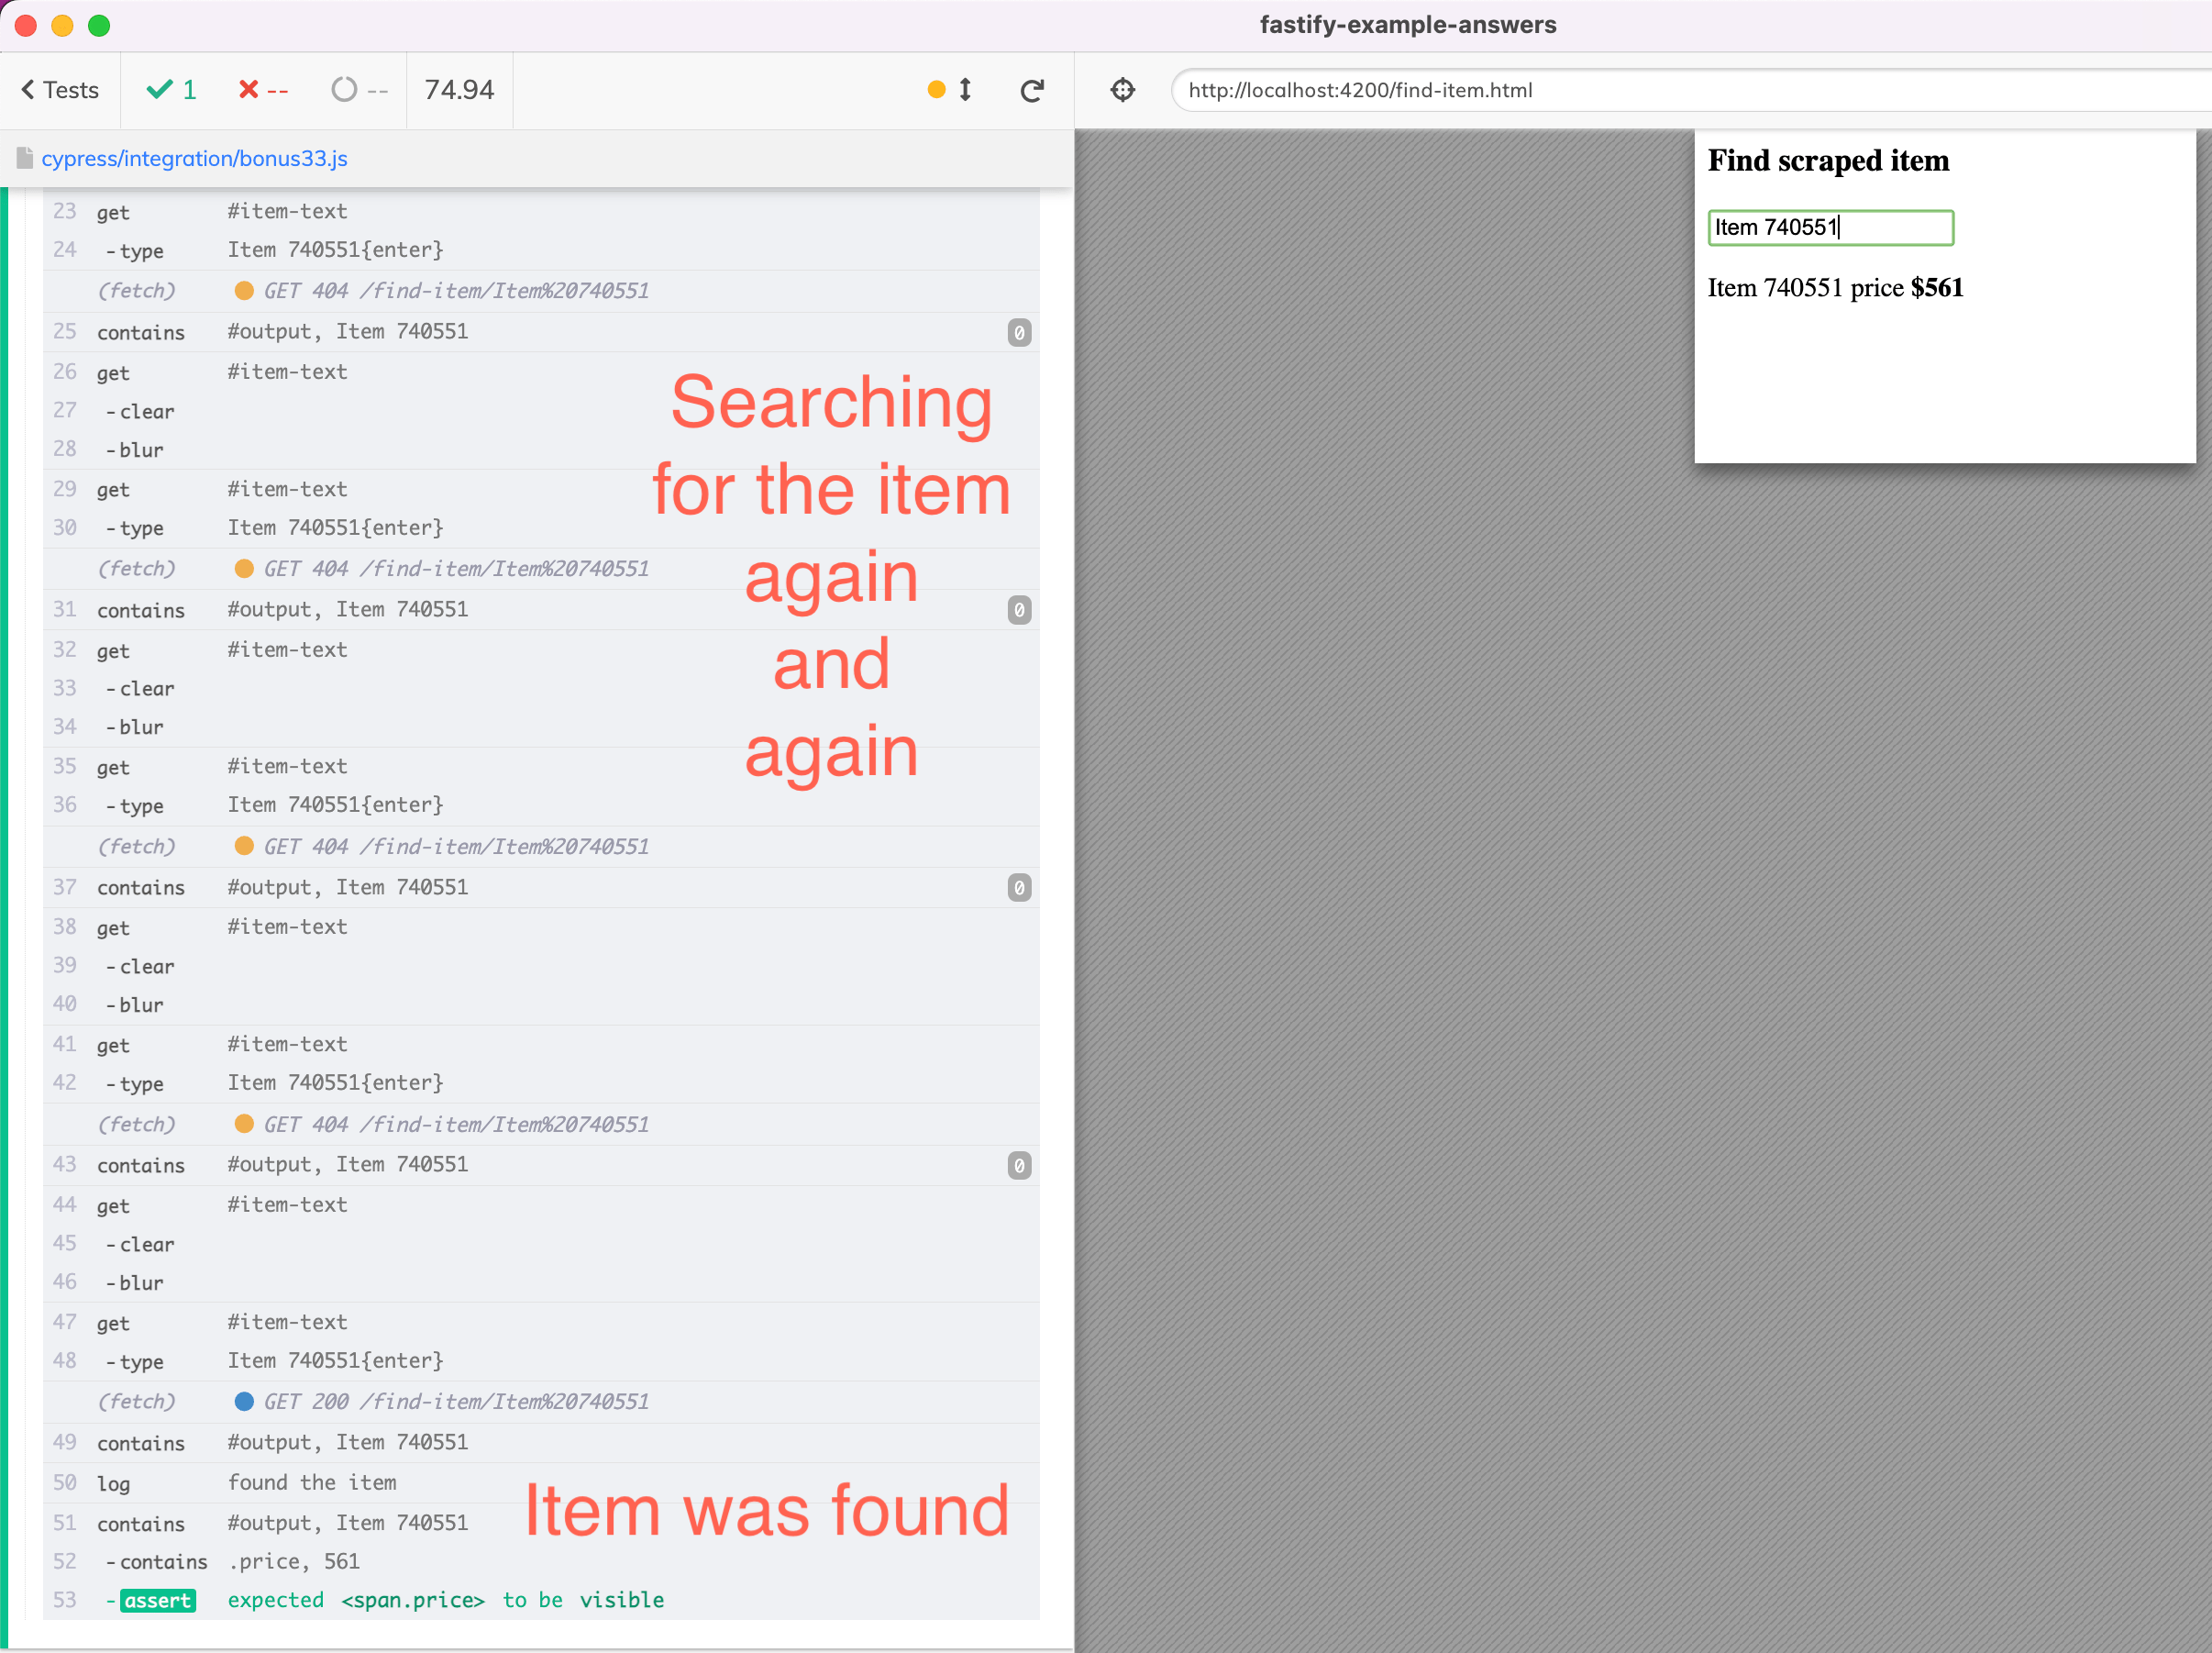 fastify-example-answers
Tests 1 -- -- 74.94
http://localhost:4200/find-item.html
cypress/integration/bonus33.js
23 get #item-text
24 -type Item 740551{enter}
(fetch) GET 404 /find-item/Item%20740551
25 contains #output, Item 740551 0
26 get #item-text
27 -clear
28 -blur
29 get #item-text
30 -type Item 740551{enter}
(fetch) GET 404 /find-item/Item%20740551
31 contains #output, Item 740551 0
32 get #item-text
33 -clear
34 -blur
35 get #item-text
36 -type Item 740551{enter}
(fetch) GET 404 /find-item/Item%20740551
37 contains #output, Item 740551 0
38 get #item-text
39 -clear
40 -blur
41 get #item-text
42 -type Item 740551{enter}
(fetch) GET 404 /find-item/Item%20740551
43 contains #output, Item 740551 0
44 get #item-text
45 -clear
46 -blur
47 get #item-text
48 -type Item 740551{enter}
(fetch) GET 200 /find-item/Item%20740551
49 contains #output, Item 740551
50 log found the item
51 contains #output, Item 740551
52 -contains .price, 561
53 -assert expected <span.price> to be visible
Searching
for the item
again
and
again
Item was found
Find scraped item
Item 740551
Item 740551 price $561